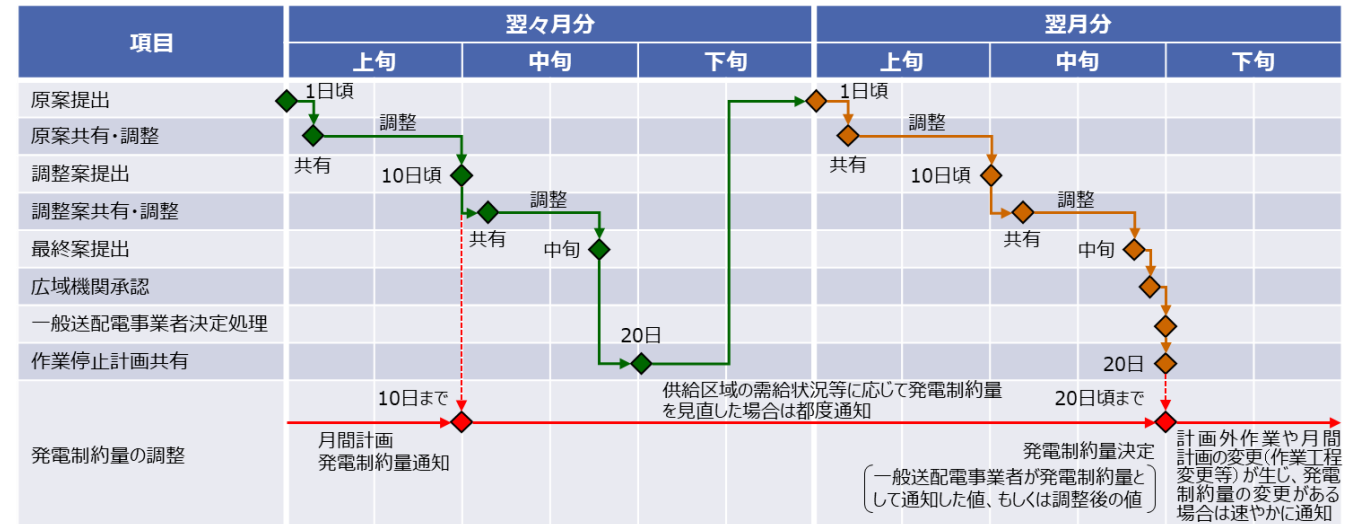 項目
翌々月分
翌月分
上旬
中旬
下旬
上旬
中旬
下旬
原案提出
1日頃
1日頃
原案共有・調整
調整
調整
共有
共有
調整案提出
10日頃
10日頃
調整案共有・調整
調整
調整
共有
共有
最終案提出
中旬
中旬
広域機関承認
一般送配電事業者決定処理
20日
作業停止計画共有
20日
発電制約量の調整
10日まで
月間計画
発電制約量通知
供給区域の需給状況等に応じて発電制約量
を見直した場合は都度通知
20日頃まで
発電制約量決定
一般送配電事業者が発電制約量と
して通知した値、もしくは調整後の値
計画外作業や月間
計画の変更(作業工程
変更等)が生じ、発電
制約量の変更がある
場合は速やかに通知